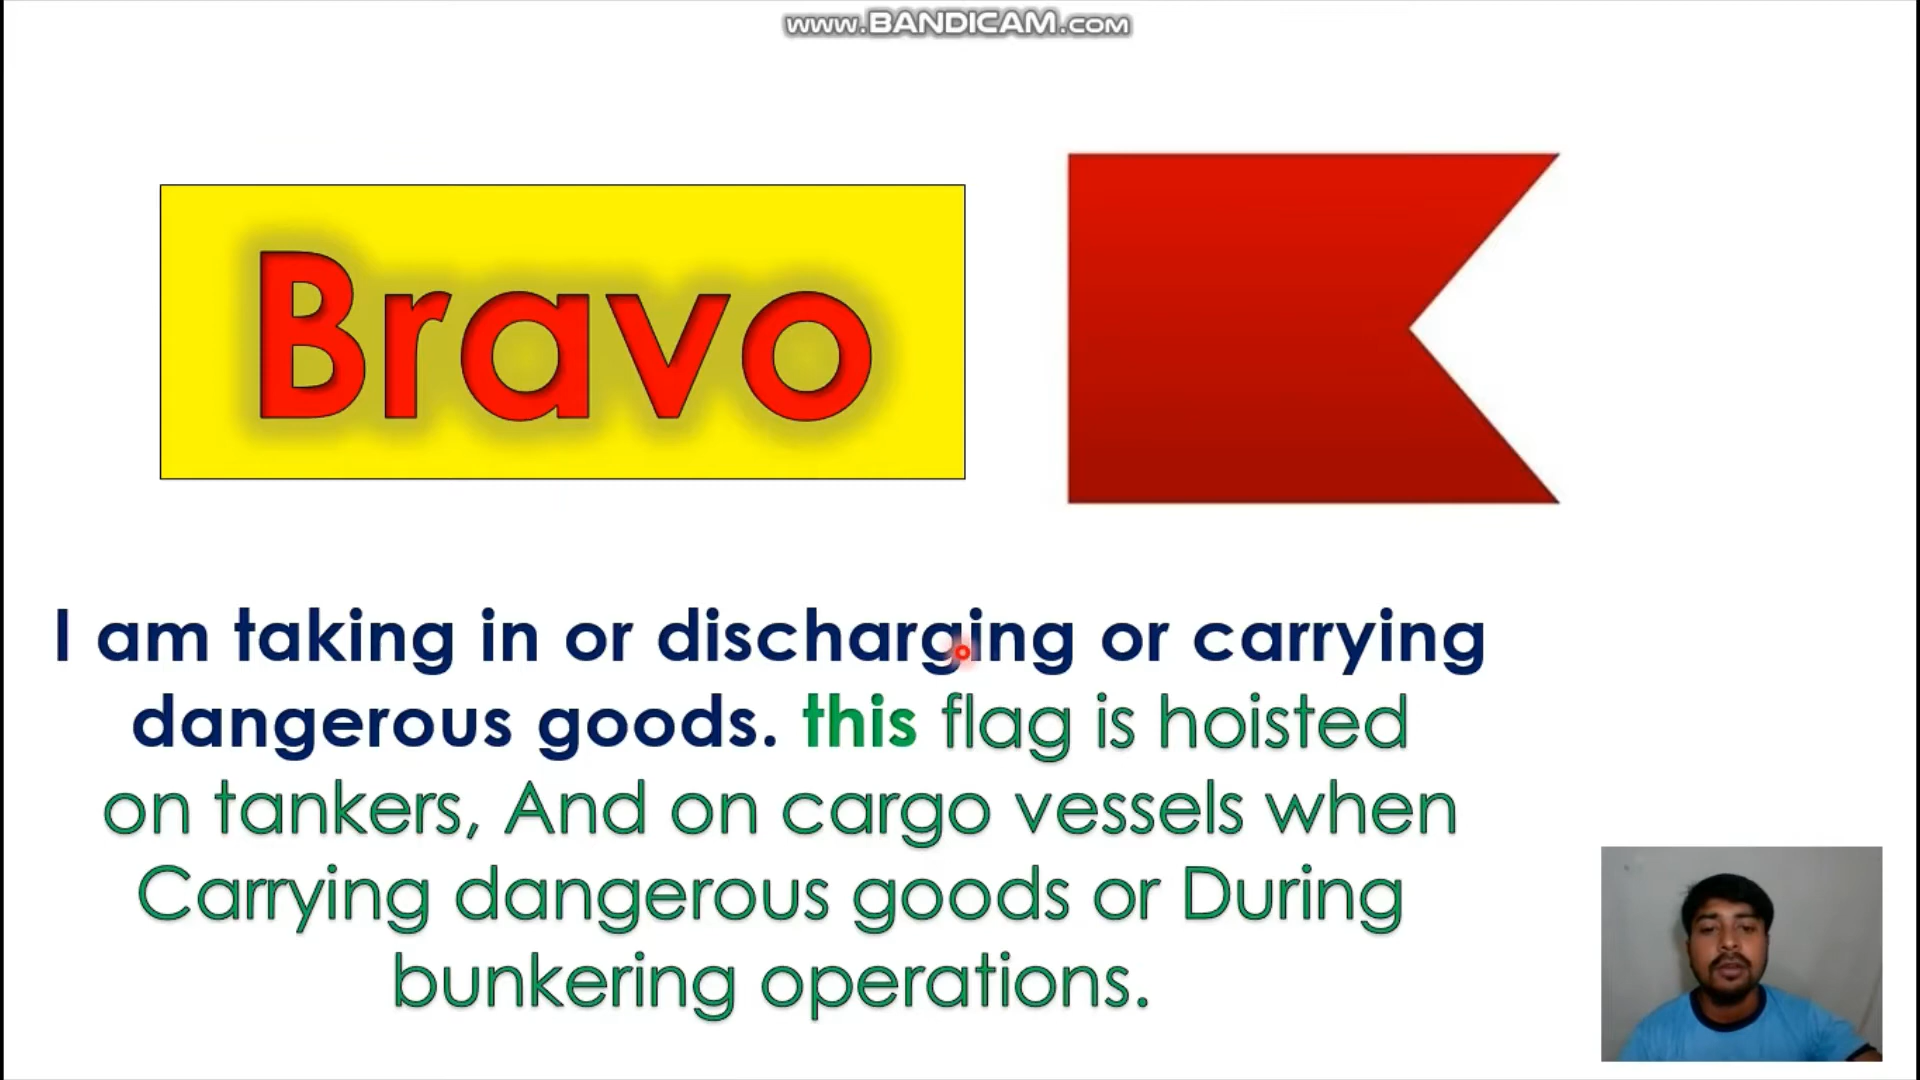 www.BANDICAM.com
Bravo
I am taking in or discharging or carrying
dangerous goods. this flag is hoisted
on tankers, And on cargo vessels when
Carrying dangerous goods or During
bunkering operations.